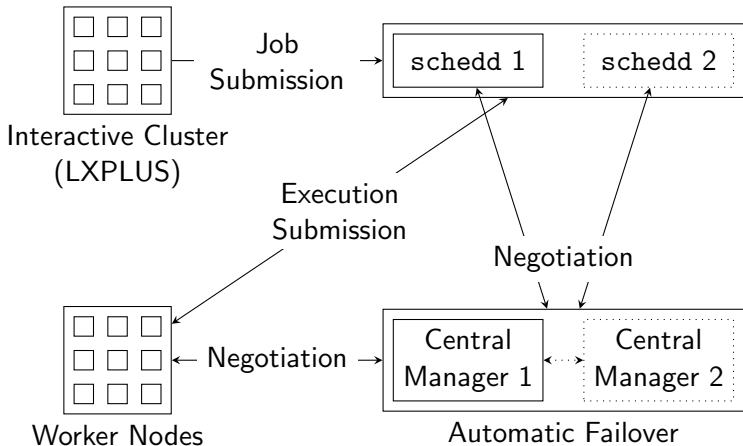 Job
Submission
schedd 1
schedd 2
Interactive Cluster
(LXPLUS)
Execution
Submission
Negotiation
Negotiation
Central
Manager 1
Central
Manager 2
Worker Nodes
Automatic Failover